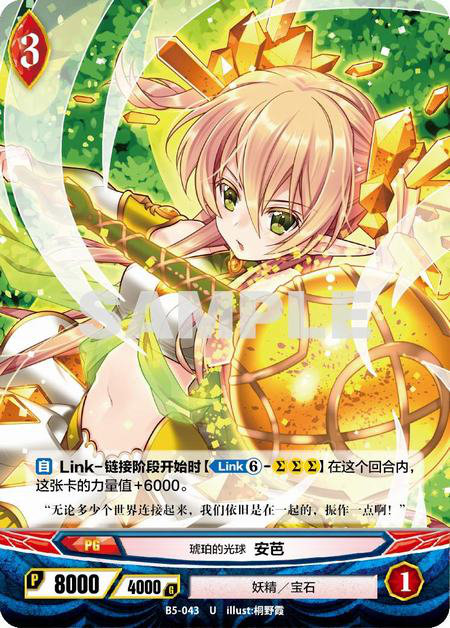 3
SAMPLE
自 Link-链接阶段开始时【Link⑥-ΣΣΣ】在这个回合内,
这张卡的力量值+6000。
“无论多少个世界连接起来，我们依旧是在一起的，振作一点啊！”
PG 琥珀的光球 安芭
P 8000 / 4000 G 妖精／宝石 1
B5-043 U illust:桐野霞